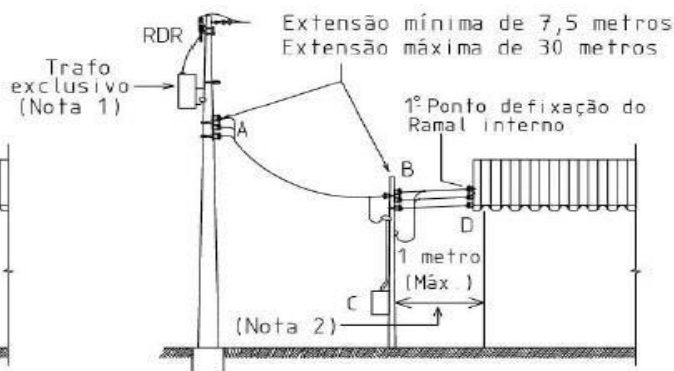 RDR
Extensão mínima de 7,5 metros
Extensão máxima de 30 metros
Trafo
exclusivo
(Nota 1)
1º Ponto defixação do
Ramal interno
A
B
D
1 metro
(Máx.)
C
(Nota 2)